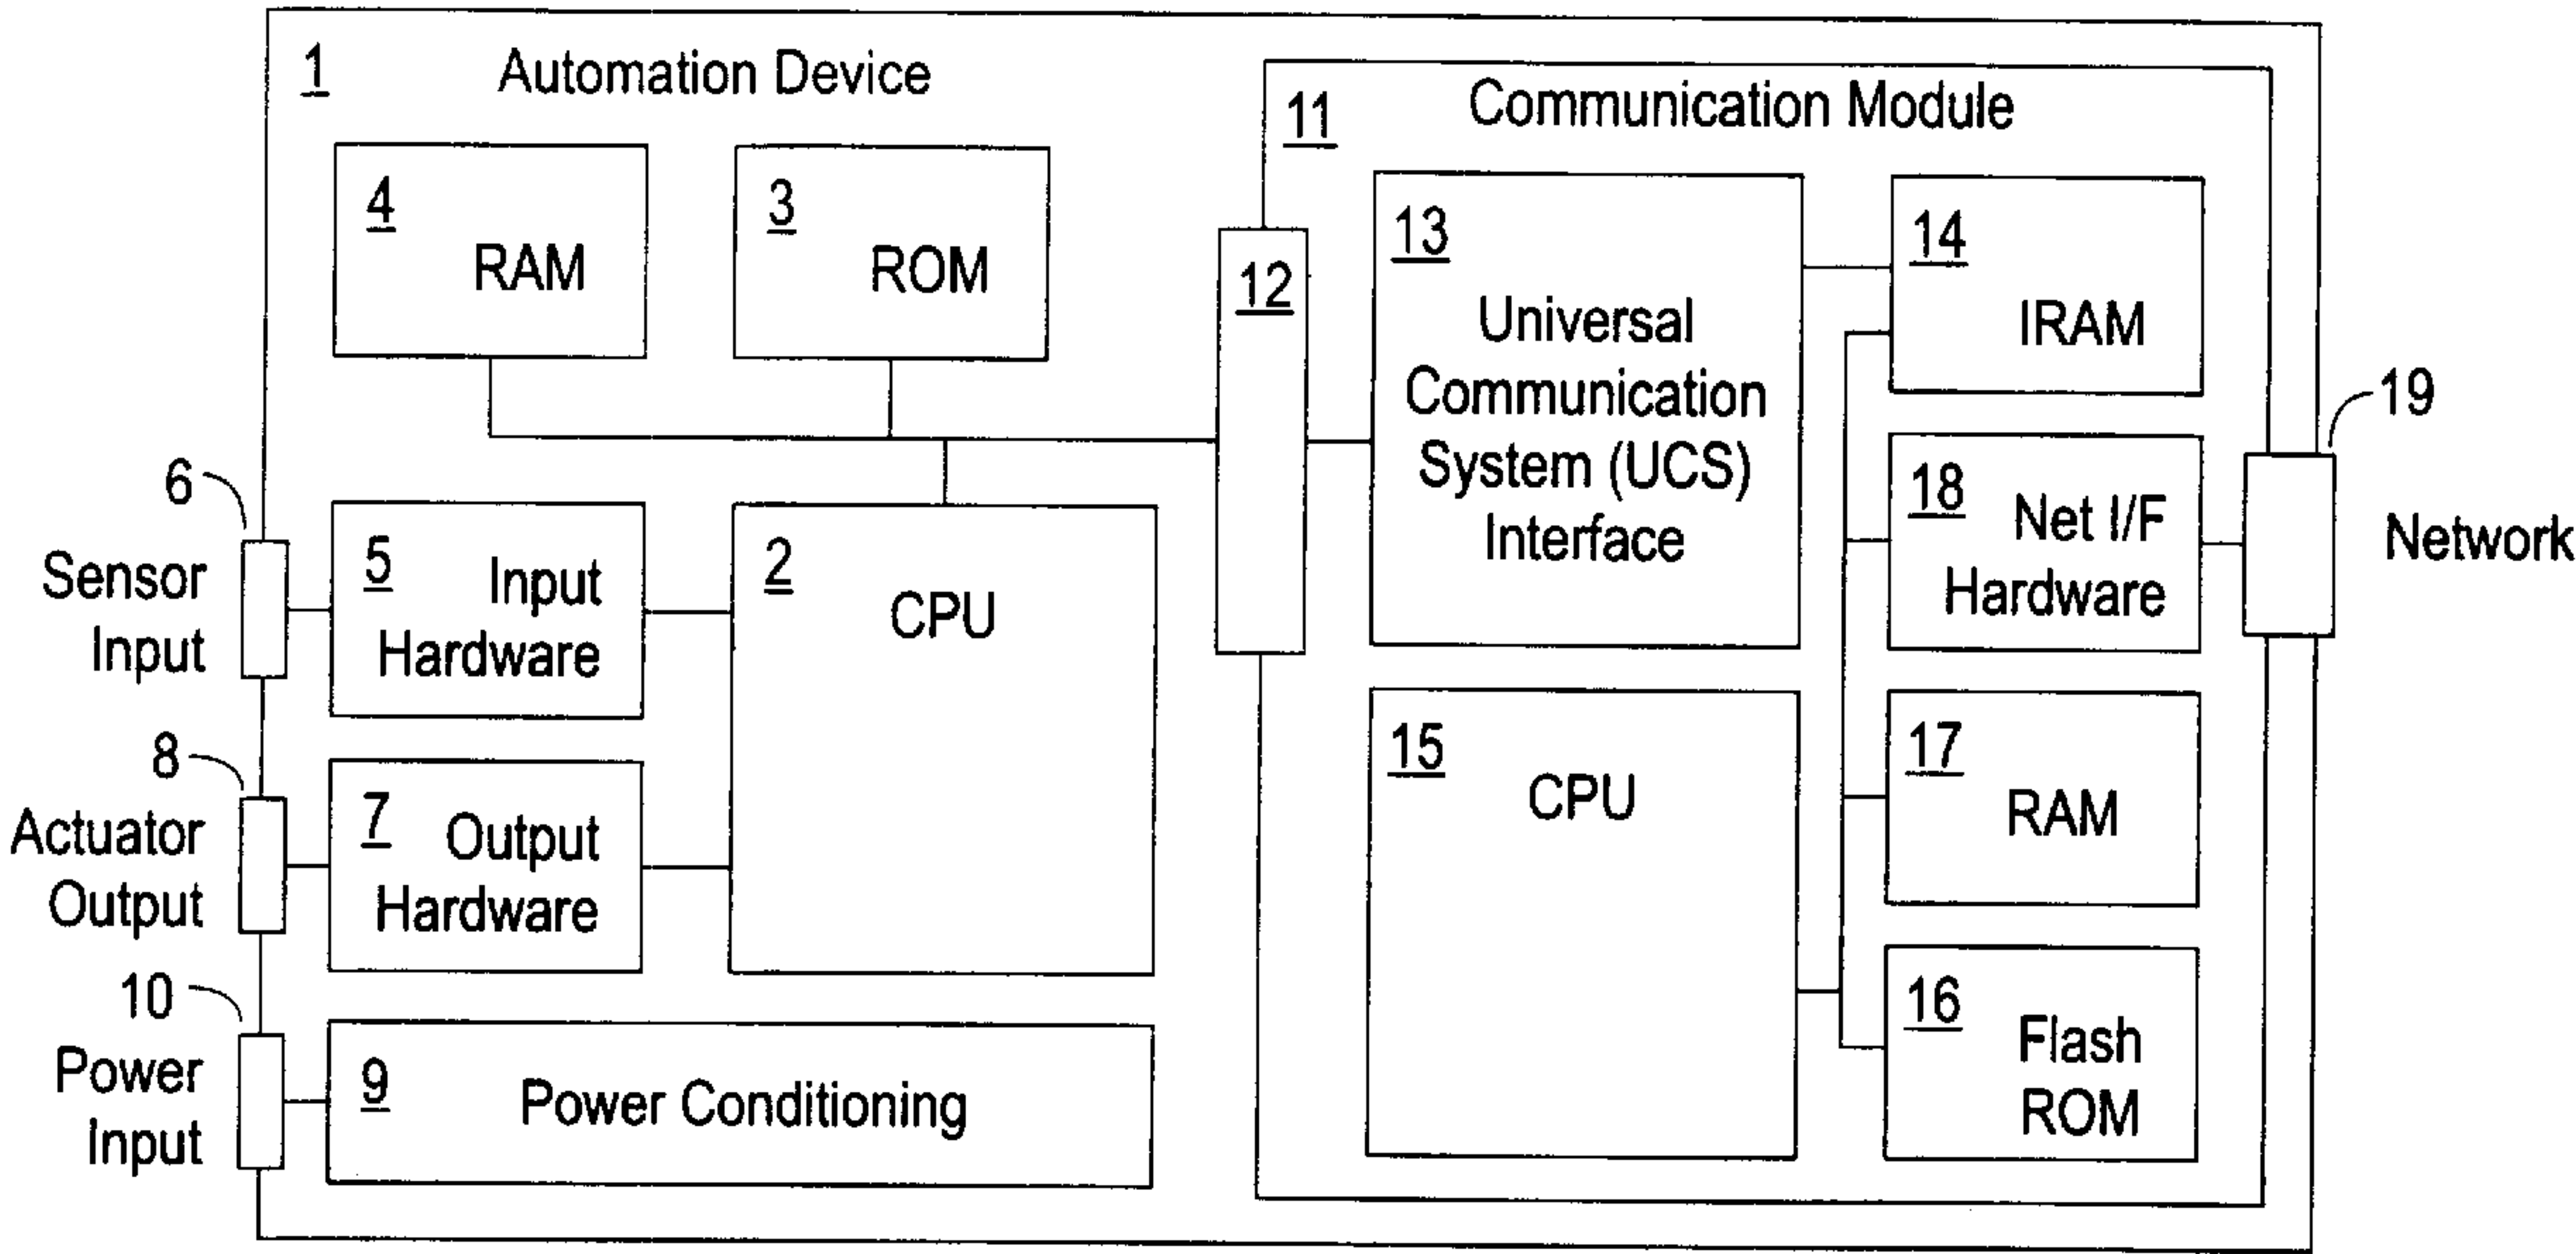 1 Automation Device
4 RAM
3 ROM
6
Sensor
Input
5 Input
Hardware
2
CPU
8
Actuator
Output
7 Output
Hardware
10
Power
Input
9 Power Conditioning
11 Communication Module
12
13
Universal
Communication
System (UCS)
Interface
14
IRAM
18 Net I/F
Hardware
19
Network
15
CPU
17
RAM
16
Flash
ROM